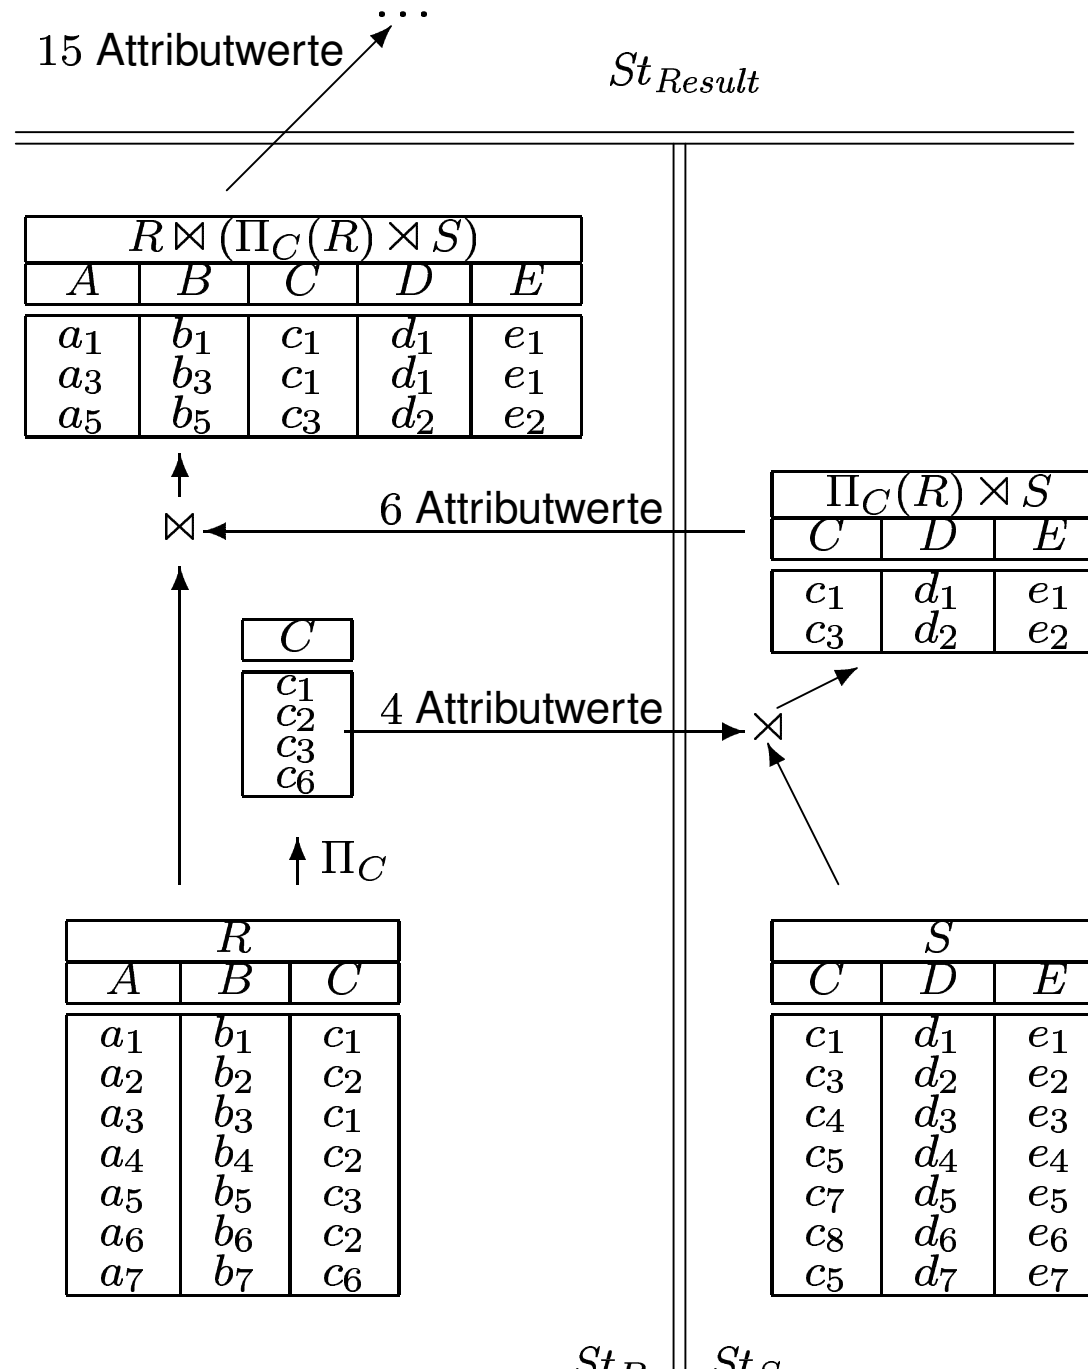 ...
15 Attributwerte
St_Result
R ⋈ (Π_C(R) ⋊ S)
A B C D E
a1 b1 c1 d1 e1
a3 b3 c1 d1 e1
a5 b5 c3 d2 e2
Π_C(R) ⋊ S
C D E
c1 d1 e1
c3 d2 e2
6 Attributwerte
⋈
C
c1
c2
c3
c6
4 Attributwerte
⋊
Π_C
R
A B C
a1 b1 c1
a2 b2 c2
a3 b3 c1
a4 b4 c2
a5 b5 c3
a6 b6 c2
a7 b7 c6
S
C D E
c1 d1 e1
c3 d2 e2
c4 d3 e3
c5 d4 e4
c7 d5 e5
c8 d6 e6
c5 d7 e7
St_R St_S